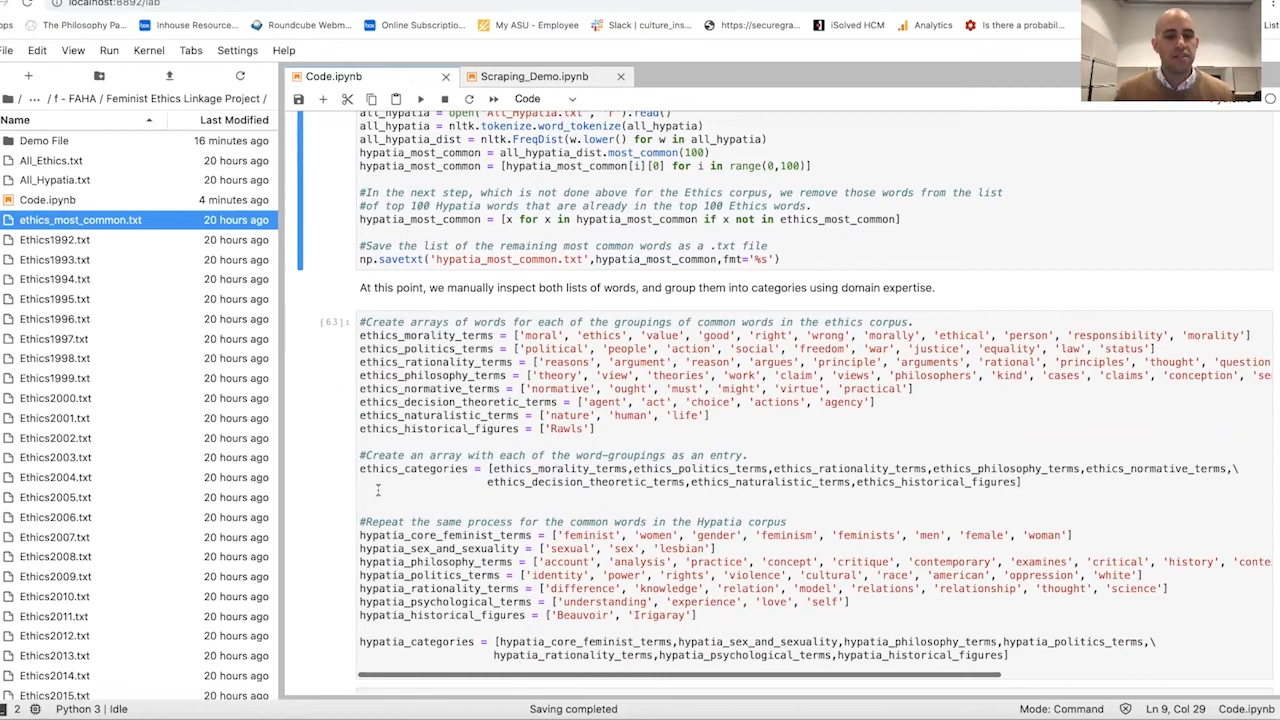 localhost:8892/lab
The Philosophy Pa...
Inhouse Resource...
Roundcube Webm...
Online Subscriptio...
My ASU - Employee
Slack | culture_ins...
https://securegra...
iSolved HCM
Analytics
Is there a probabil...
List
File Edit View Run Kernel Tabs Settings Help
Code.ipynb
Scraping_Demo.ipynb
/ ... / f - FAHA / Feminist Ethics Linkage Project /
Code
Name Last Modified
Demo File 16 minutes ago
All_Ethics.txt 20 hours ago
All_Hypatia.txt 20 hours ago
Code.ipynb 4 minutes ago
ethics_most_common.txt 20 hours ago
Ethics1992.txt 20 hours ago
Ethics1993.txt 20 hours ago
Ethics1994.txt 20 hours ago
Ethics1995.txt 20 hours ago
Ethics1996.txt 20 hours ago
Ethics1997.txt 20 hours ago
Ethics1998.txt 20 hours ago
Ethics1999.txt 20 hours ago
Ethics2000.txt 20 hours ago
Ethics2001.txt 20 hours ago
Ethics2002.txt 20 hours ago
Ethics2003.txt 20 hours ago
Ethics2004.txt 20 hours ago
Ethics2005.txt 20 hours ago
Ethics2006.txt 20 hours ago
Ethics2007.txt 20 hours ago
Ethics2008.txt 20 hours ago
Ethics2009.txt 20 hours ago
Ethics2010.txt 20 hours ago
Ethics2011.txt 20 hours ago
Ethics2012.txt 20 hours ago
Ethics2013.txt 20 hours ago
Ethics2014.txt 20 hours ago
Ethics2015.txt 20 hours ago
all_hypatia = open("All_Hypatia.txt", "r").read()
all_hypatia = nltk.tokenize.word_tokenize(all_hypatia)
all_hypatia_dist = nltk.FreqDist(w.lower() for w in all_hypatia)
hypatia_most_common = all_hypatia_dist.most_common(100)
hypatia_most_common = [hypatia_most_common[i][0] for i in range(0,100)]
#In the next step, which is not done above for the Ethics corpus, we remove those words from the list
#of top 100 Hypatia words that are already in the top 100 Ethics words.
hypatia_most_common = [x for x in hypatia_most_common if x not in ethics_most_common]
#Save the list of the remaining most common words as a .txt file
np.savetxt('hypatia_most_common.txt',hypatia_most_common,fmt='%s')
At this point, we manually inspect both lists of words, and group them into categories using domain expertise.
[63]:
#Create arrays of words for each of the groupings of common words in the ethics corpus.
ethics_morality_terms = ['moral', 'ethics', 'value', 'good', 'right', 'wrong', 'morally', 'ethical', 'person', 'responsibility', 'morality']
ethics_politics_terms = ['political', 'people', 'action', 'social', 'freedom', 'war', 'justice', 'equality', 'law', 'status']
ethics_rationality_terms = ['reasons', 'argument', 'reason', 'argues', 'principle', 'arguments', 'rational', 'principles', 'thought', 'question
ethics_philosophy_terms = ['theory', 'view', 'theories', 'work', 'claim', 'views', 'philosophers', 'kind', 'cases', 'claims', 'conception', 'se
ethics_normative_terms = ['normative', 'ought', 'must', 'might', 'virtue', 'practical']
ethics_decision_theoretic_terms = ['agent', 'act', 'choice', 'actions', 'agency']
ethics_naturalistic_terms = ['nature', 'human', 'life']
ethics_historical_figures = ['Rawls']
#Create an array with each of the word-groupings as an entry.
ethics_categories = [ethics_morality_terms,ethics_politics_terms,ethics_rationality_terms,ethics_philosophy_terms,ethics_normative_terms,\
ethics_decision_theoretic_terms,ethics_naturalistic_terms,ethics_historical_figures]
#Repeat the same process for the common words in the Hypatia corpus
hypatia_core_feminist_terms = ['feminist', 'women', 'gender', 'feminism', 'feminists', 'men', 'female', 'woman']
hypatia_sex_and_sexuality = ['sexual', 'sex', 'lesbian']
hypatia_philosophy_terms = ['account', 'analysis', 'practice', 'concept', 'critique', 'contemporary', 'examines', 'critical', 'history', 'conte
hypatia_politics_terms = ['identity', 'power', 'rights', 'violence', 'cultural', 'race', 'american', 'oppression', 'white']
hypatia_rationality_terms = ['difference', 'knowledge', 'relation', 'model', 'relations', 'relationship', 'thought', 'science']
hypatia_psychological_terms = ['understanding', 'experience', 'love', 'self']
hypatia_historical_figures = ['Beauvoir', 'Irigaray']
hypatia_categories = [hypatia_core_feminist_terms,hypatia_sex_and_sexuality,hypatia_philosophy_terms,hypatia_politics_terms,\
hypatia_rationality_terms,hypatia_psychological_terms,hypatia_historical_figures]
2 Python 3 | Idle Saving completed Mode: Command Ln 9, Col 29 Code.ipynb